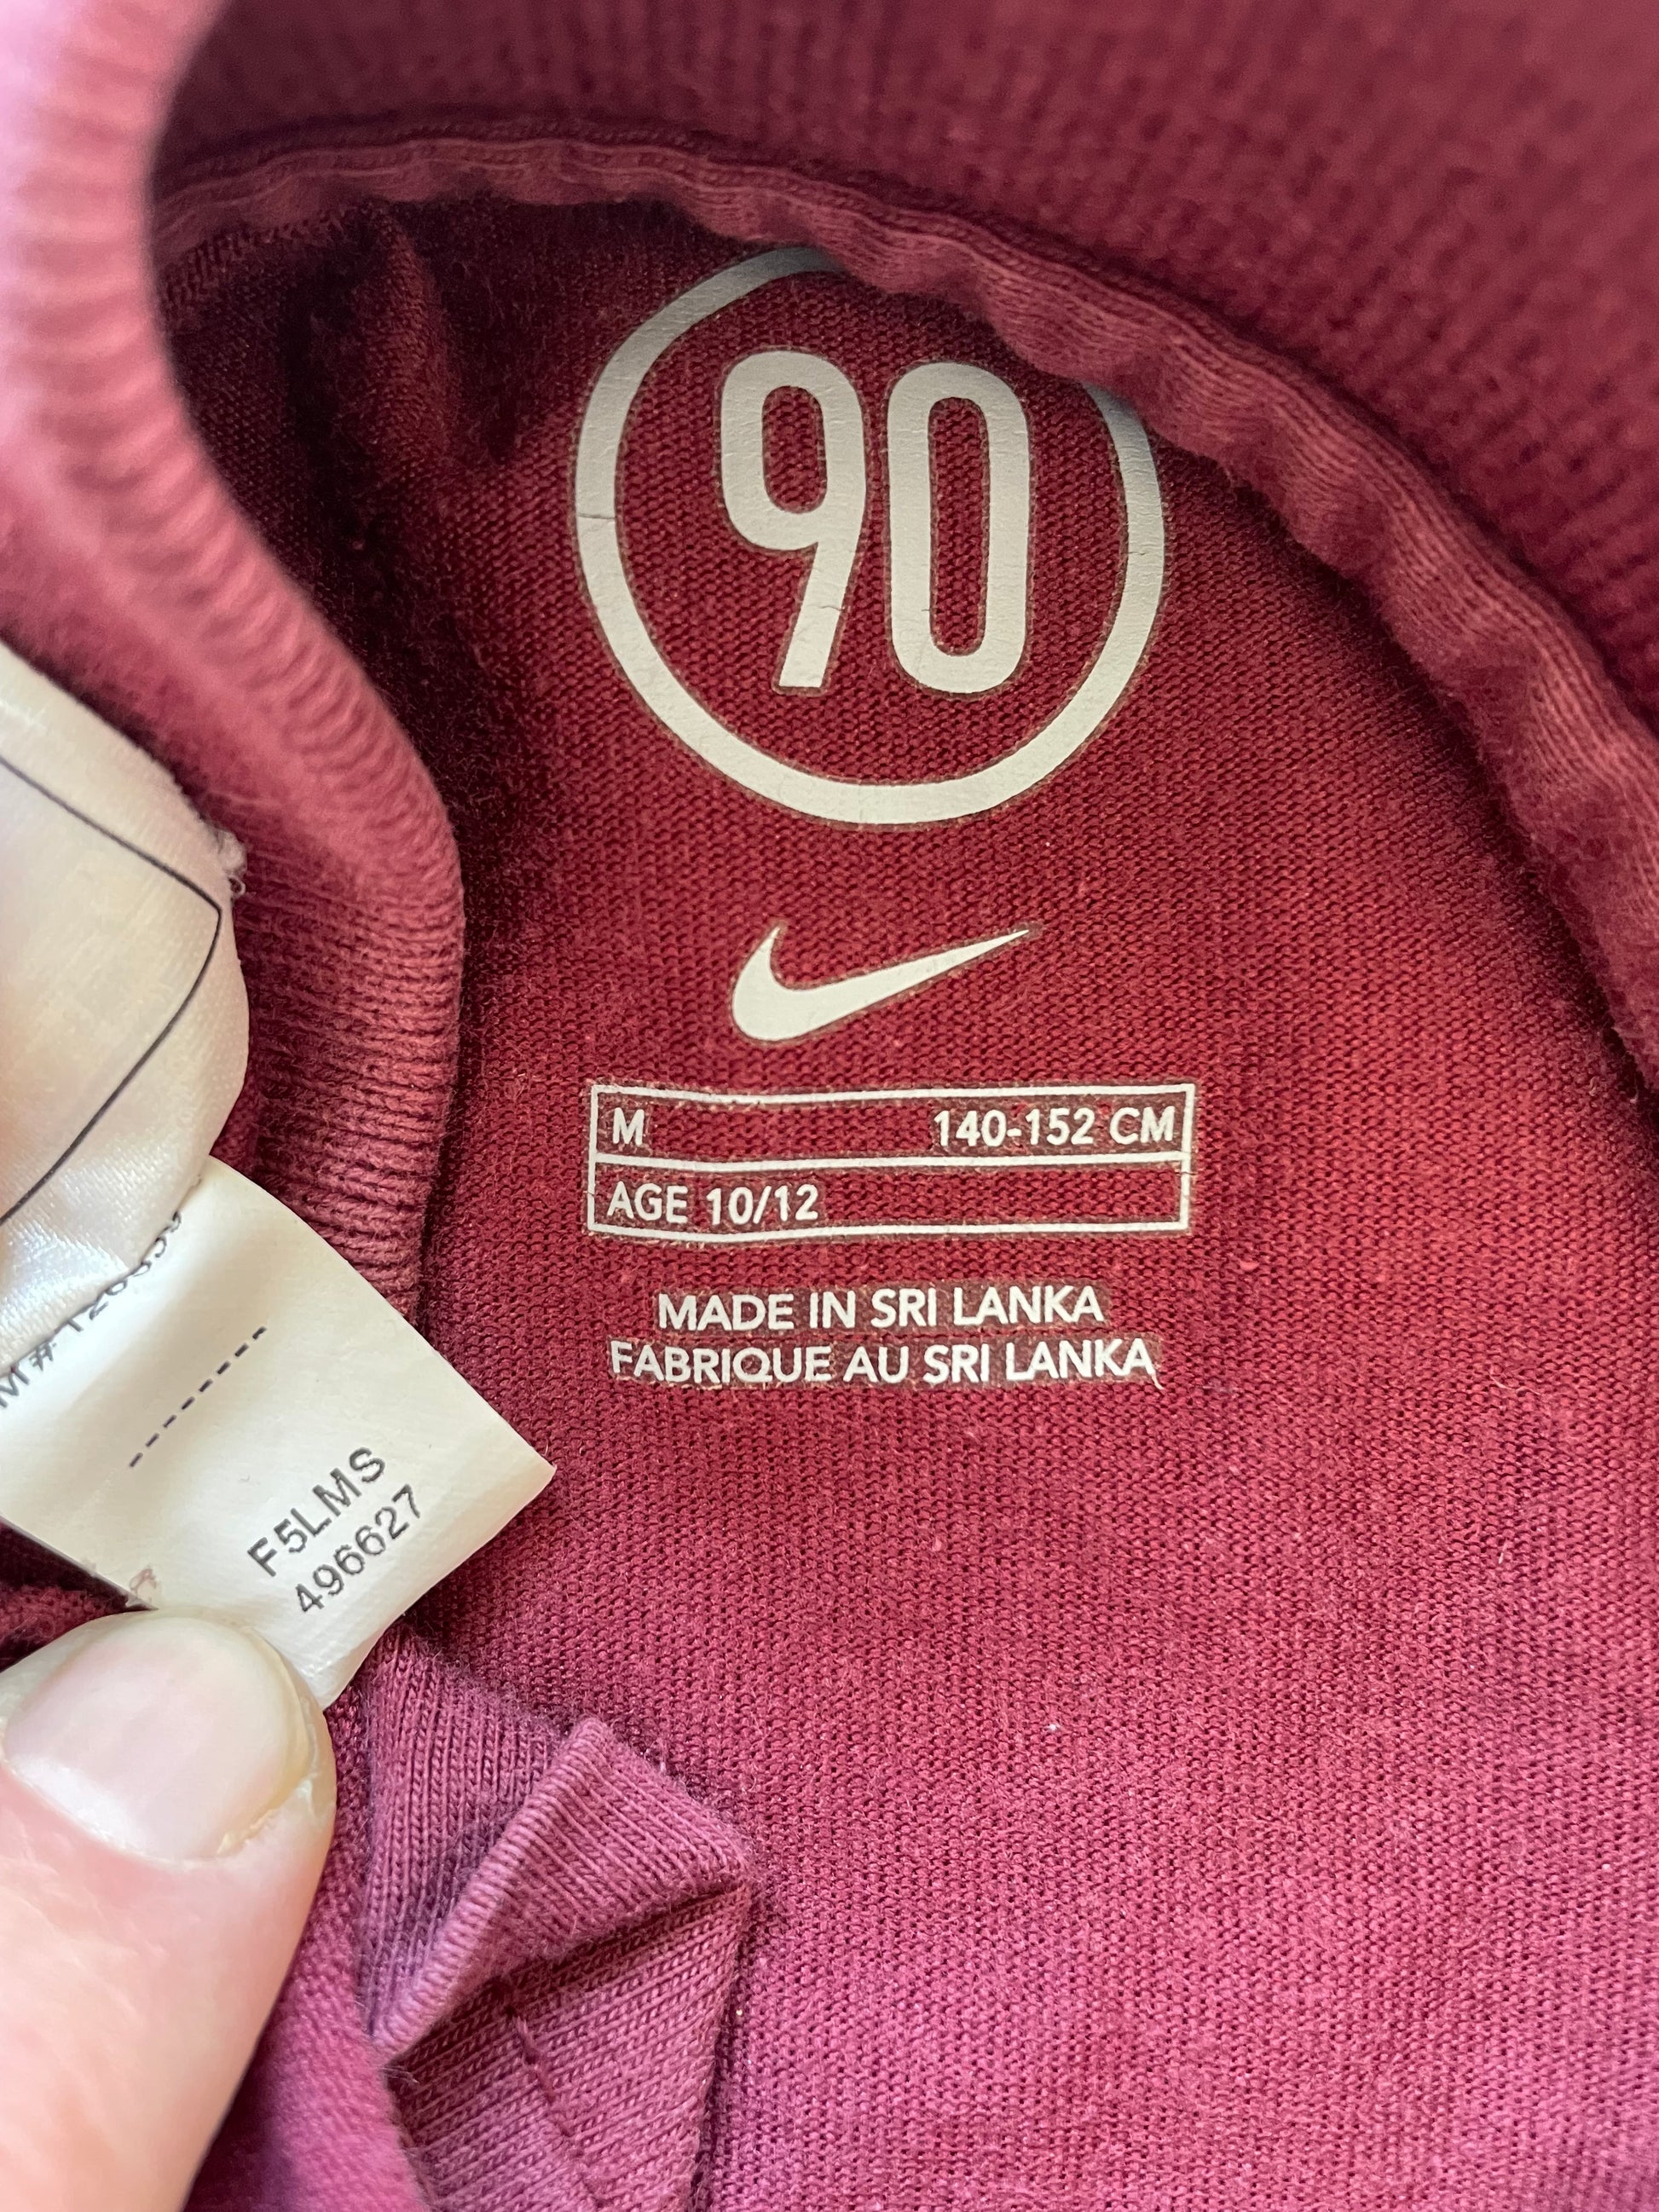 90
M 140-152 CM
AGE 10/12
MADE IN SRI LANKA
FABRIQUE AU SRI LANKA
--------
F5LMS
496627